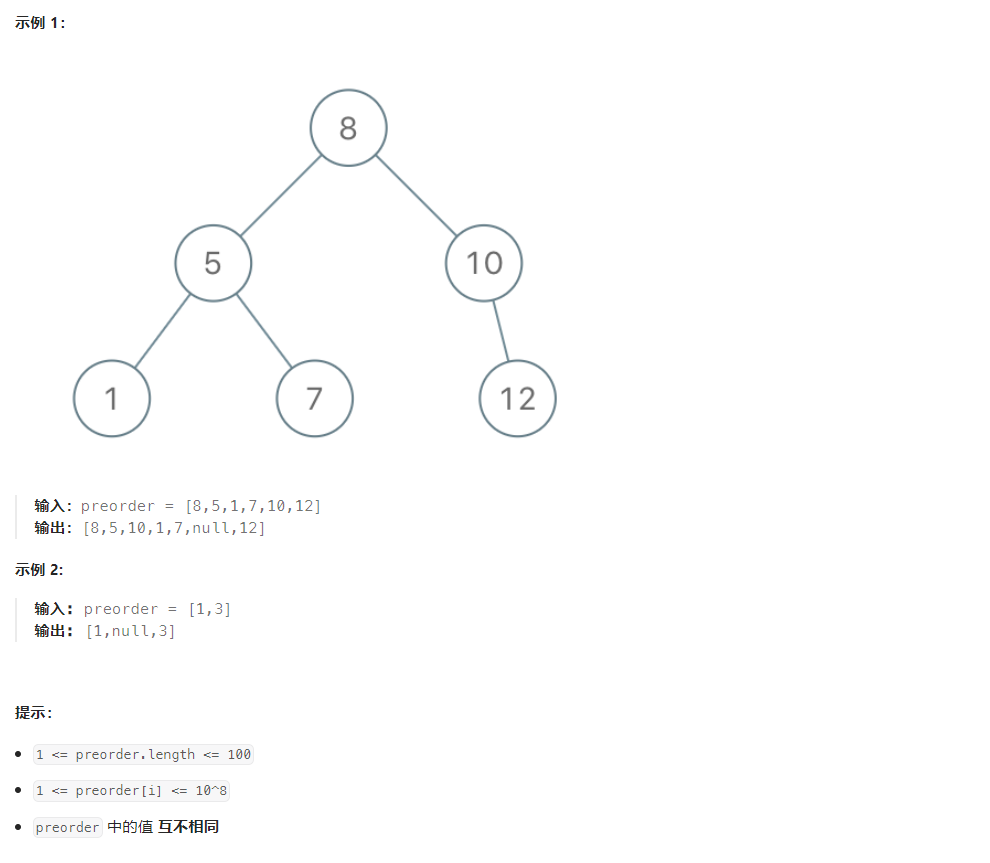 示例 1：
8
5
10
1
7
12
输入：preorder = [8,5,1,7,10,12]
输出：[8,5,10,1,7,null,12]
示例 2:
输入：preorder = [1,3]
输出：[1,null,3]
提示：
1 <= preorder.length <= 100
1 <= preorder[i] <= 10^8
preorder 中的值 互不相同